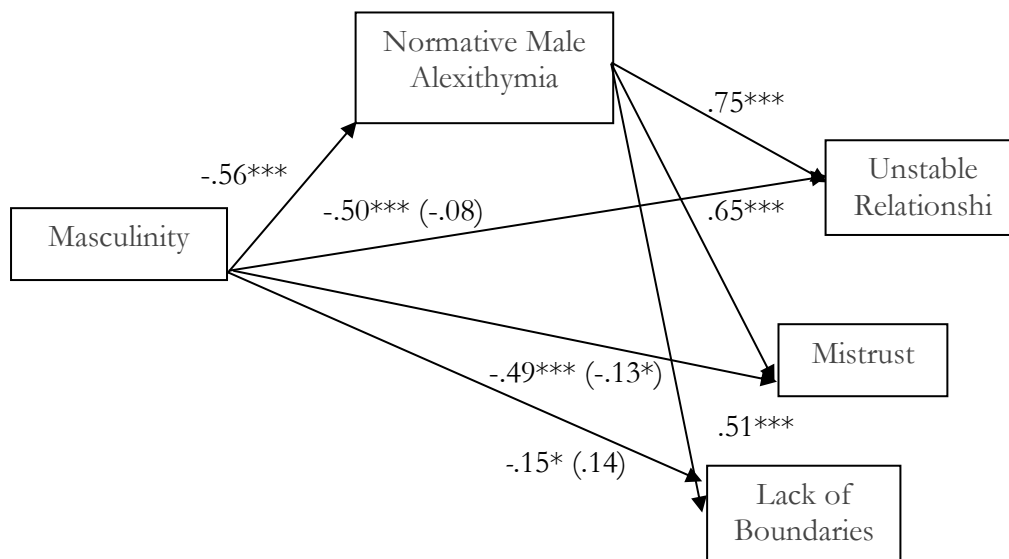 Normative Male
Alexithymia
.75***
Unstable
Relationshi
-.56***
-.50*** (-.08)
.65***
Masculinity
Mistrust
-.49*** (-.13*)
.51***
-.15* (.14)
Lack of
Boundaries